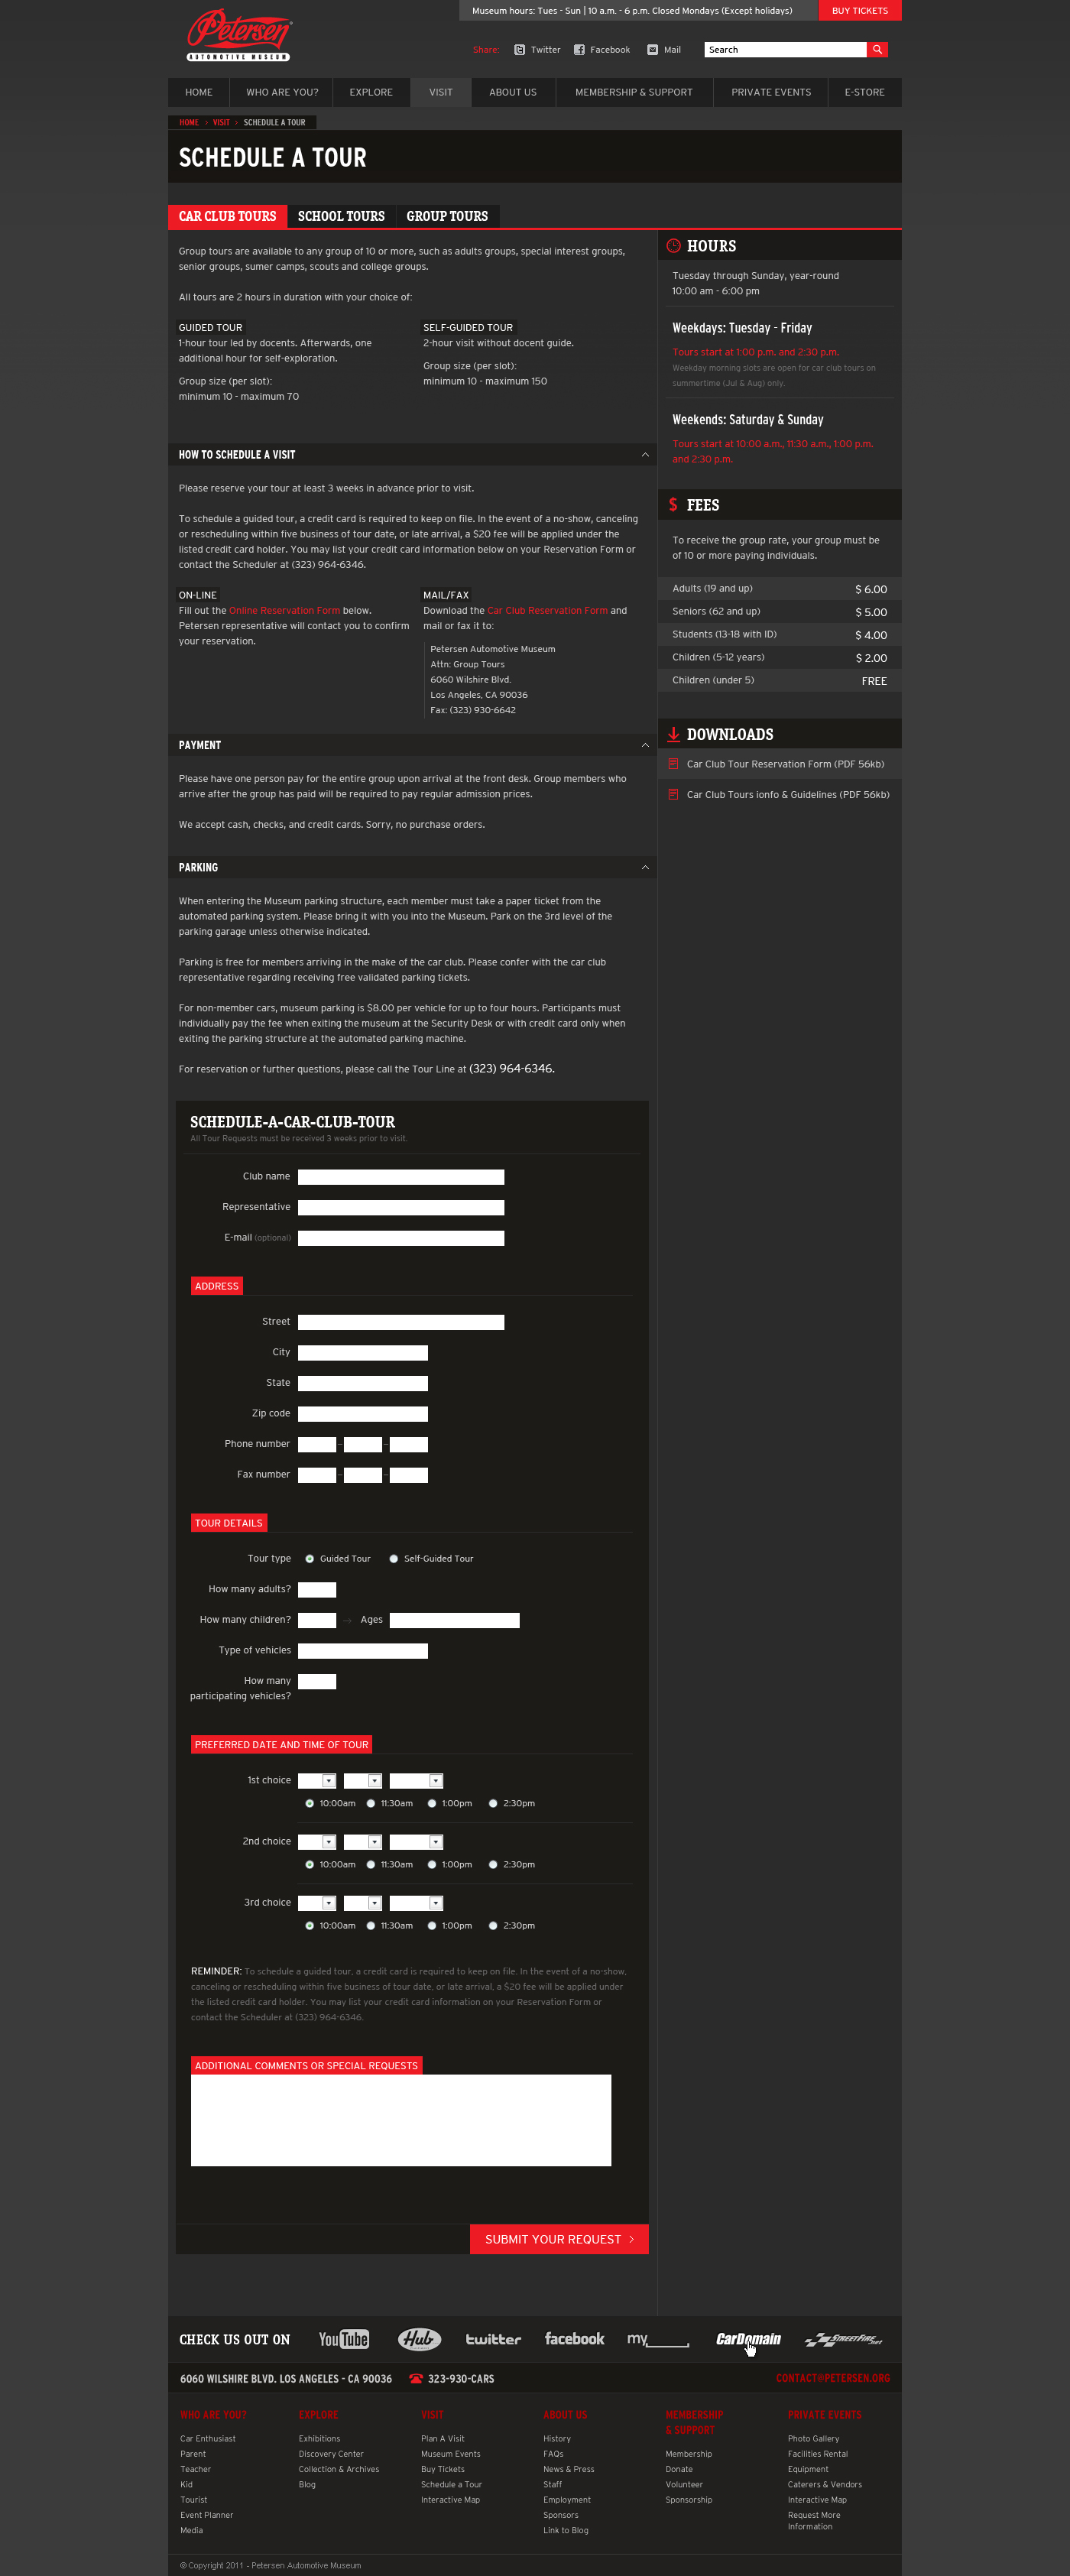 Petersen
AUTOMOTIVE MUSEUM
Museum hours: Tues - Sun | 10 a.m. - 6 p.m. Closed Mondays (Except holidays)
BUY TICKETS
Share:
Twitter
Facebook
Mail
Search
HOME
WHO ARE YOU?
EXPLORE
VISIT
ABOUT US
MEMBERSHIP & SUPPORT
PRIVATE EVENTS
E-STORE
HOME > VISIT > SCHEDULE A TOUR
SCHEDULE A TOUR
CAR CLUB TOURS
SCHOOL TOURS
GROUP TOURS
Group tours are available to any group of 10 or more, such as adults groups, special interest groups,
senior groups, sumer camps, scouts and college groups.
All tours are 2 hours in duration with your choice of:
GUIDED TOUR
1-hour tour led by docents. Afterwards, one
additional hour for self-exploration.
Group size (per slot):
minimum 10 - maximum 70
SELF-GUIDED TOUR
2-hour visit without docent guide.
Group size (per slot):
minimum 10 - maximum 150
HOW TO SCHEDULE A VISIT
Please reserve your tour at least 3 weeks in advance prior to visit.
To schedule a guided tour, a credit card is required to keep on file. In the event of a no-show, canceling
or rescheduling within five business of tour date, or late arrival, a $20 fee will be applied under the
listed credit card holder. You may list your credit card information below on your Reservation Form or
contact the Scheduler at (323) 964-6346.
ON-LINE
Fill out the Online Reservation Form below.
Petersen representative will contact you to confirm
your reservation.
MAIL/FAX
Download the Car Club Reservation Form and
mail or fax it to:
Petersen Automotive Museum
Attn: Group Tours
6060 Wilshire Blvd.
Los Angeles, CA 90036
Fax: (323) 930-6642
PAYMENT
Please have one person pay for the entire group upon arrival at the front desk. Group members who
arrive after the group has paid will be required to pay regular admission prices.
We accept cash, checks, and credit cards. Sorry, no purchase orders.
PARKING
When entering the Museum parking structure, each member must take a paper ticket from the
automated parking system. Please bring it with you into the Museum. Park on the 3rd level of the
parking garage unless otherwise indicated.
Parking is free for members arriving in the make of the car club. Please confer with the car club
representative regarding receiving free validated parking tickets.
For non-member cars, museum parking is $8.00 per vehicle for up to four hours. Participants must
individually pay the fee when exiting the museum at the Security Desk or with credit card only when
exiting the parking structure at the automated parking machine.
For reservation or further questions, please call the Tour Line at (323) 964-6346.
HOURS
Tuesday through Sunday, year-round
10:00 am - 6:00 pm
Weekdays: Tuesday - Friday
Tours start at 1:00 p.m. and 2:30 p.m.
Weekday morning slots are open for car club tours on
summertime (Jul & Aug) only.
Weekends: Saturday & Sunday
Tours start at 10:00 a.m., 11:30 a.m., 1:00 p.m.
and 2:30 p.m.
$ FEES
To receive the group rate, your group must be
of 10 or more paying individuals.
Adults (19 and up) $ 6.00
Seniors (62 and up) $ 5.00
Students (13-18 with ID) $ 4.00
Children (5-12 years) $ 2.00
Children (under 5) FREE
DOWNLOADS
Car Club Tour Reservation Form (PDF 56kb)
Car Club Tours ionfo & Guidelines (PDF 56kb)
SCHEDULE-A-CAR-CLUB-TOUR
All Tour Requests must be received 3 weeks prior to visit.
Club name
Representative
E-mail (optional)
ADDRESS
Street
City
State
Zip code
Phone number - -
Fax number - -
TOUR DETAILS
Tour type Guided Tour Self-Guided Tour
How many adults?
How many children? Ages
Type of vehicles
How many
participating vehicles?
PREFERRED DATE AND TIME OF TOUR
1st choice
10:00am 11:30am 1:00pm 2:30pm
2nd choice
10:00am 11:30am 1:00pm 2:30pm
3rd choice
10:00am 11:30am 1:00pm 2:30pm
REMINDER: To schedule a guided tour, a credit card is required to keep on file. In the event of a no-show,
canceling or rescheduling within five business of tour date, or late arrival, a $20 fee will be applied under
the listed credit card holder. You may list your credit card information on your Reservation Form or
contact the Scheduler at (323) 964-6346.
ADDITIONAL COMMENTS OR SPECIAL REQUESTS
SUBMIT YOUR REQUEST >
CHECK US OUT ON
YouTube
Hub
twitter
facebook
my
CarDomain
STREETFIRE.net
6060 WILSHIRE BLVD. LOS ANGELES - CA 90036
323-930-CARS
CONTACT@PETERSEN.ORG
WHO ARE YOU?
Car Enthusiast
Parent
Teacher
Kid
Tourist
Event Planner
Media
EXPLORE
Exhibitions
Discovery Center
Collection & Archives
Blog
VISIT
Plan A Visit
Museum Events
Buy Tickets
Schedule a Tour
Interactive Map
ABOUT US
History
FAQs
News & Press
Staff
Employment
Sponsors
Link to Blog
MEMBERSHIP
& SUPPORT
Membership
Donate
Volunteer
Sponsorship
PRIVATE EVENTS
Photo Gallery
Facilities Rental
Equipment
Caterers & Vendors
Interactive Map
Request More
Information
© Copyright 2011 - Petersen Automotive Museum